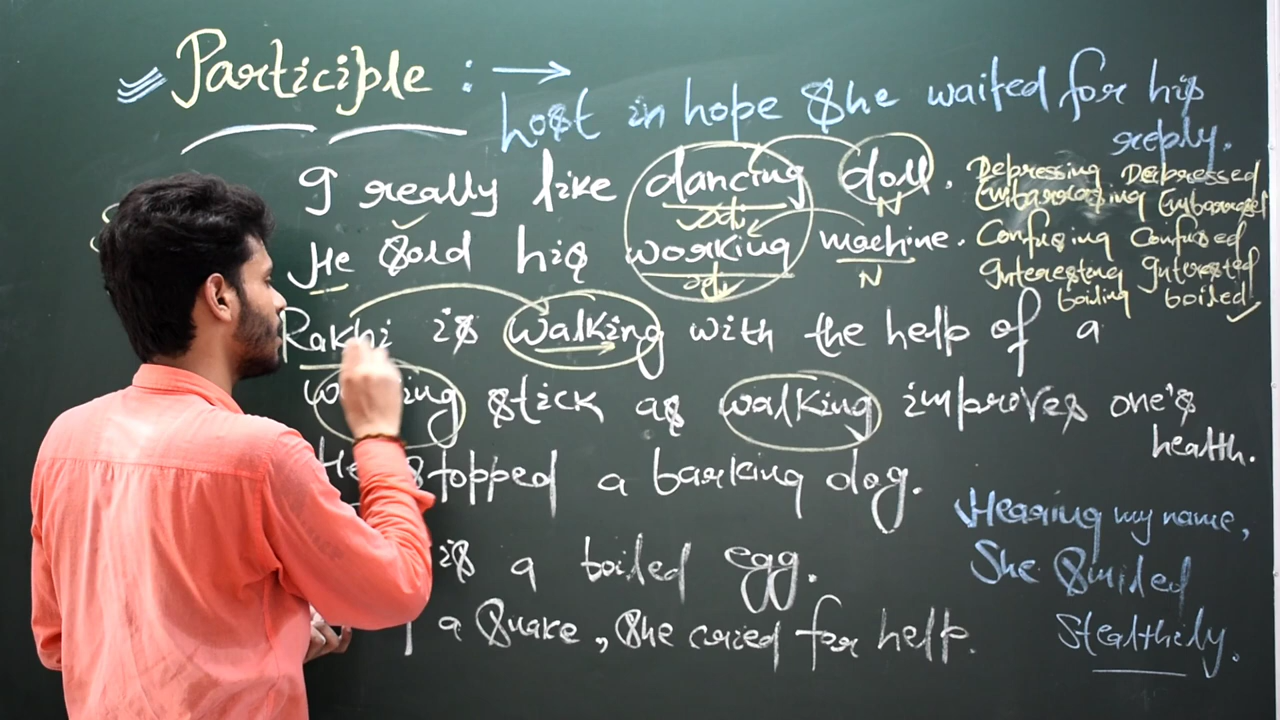 Participle :→
Lost in hope she waited for his
reply.
I really like dancing doll.
Adj
N
He sold his working machine.
Adj
N
Depressing Depressed
Embarrassing Embarrassed
Confusing Confused
Interesting Interested
boiling boiled
Rakhi is walking with the help of a
walking stick as walking improves one's
health.
He stopped a barking dog.
is a boiled egg.
a snake, she cried for help.
Hearing my name,
She smiled
Stealthily.